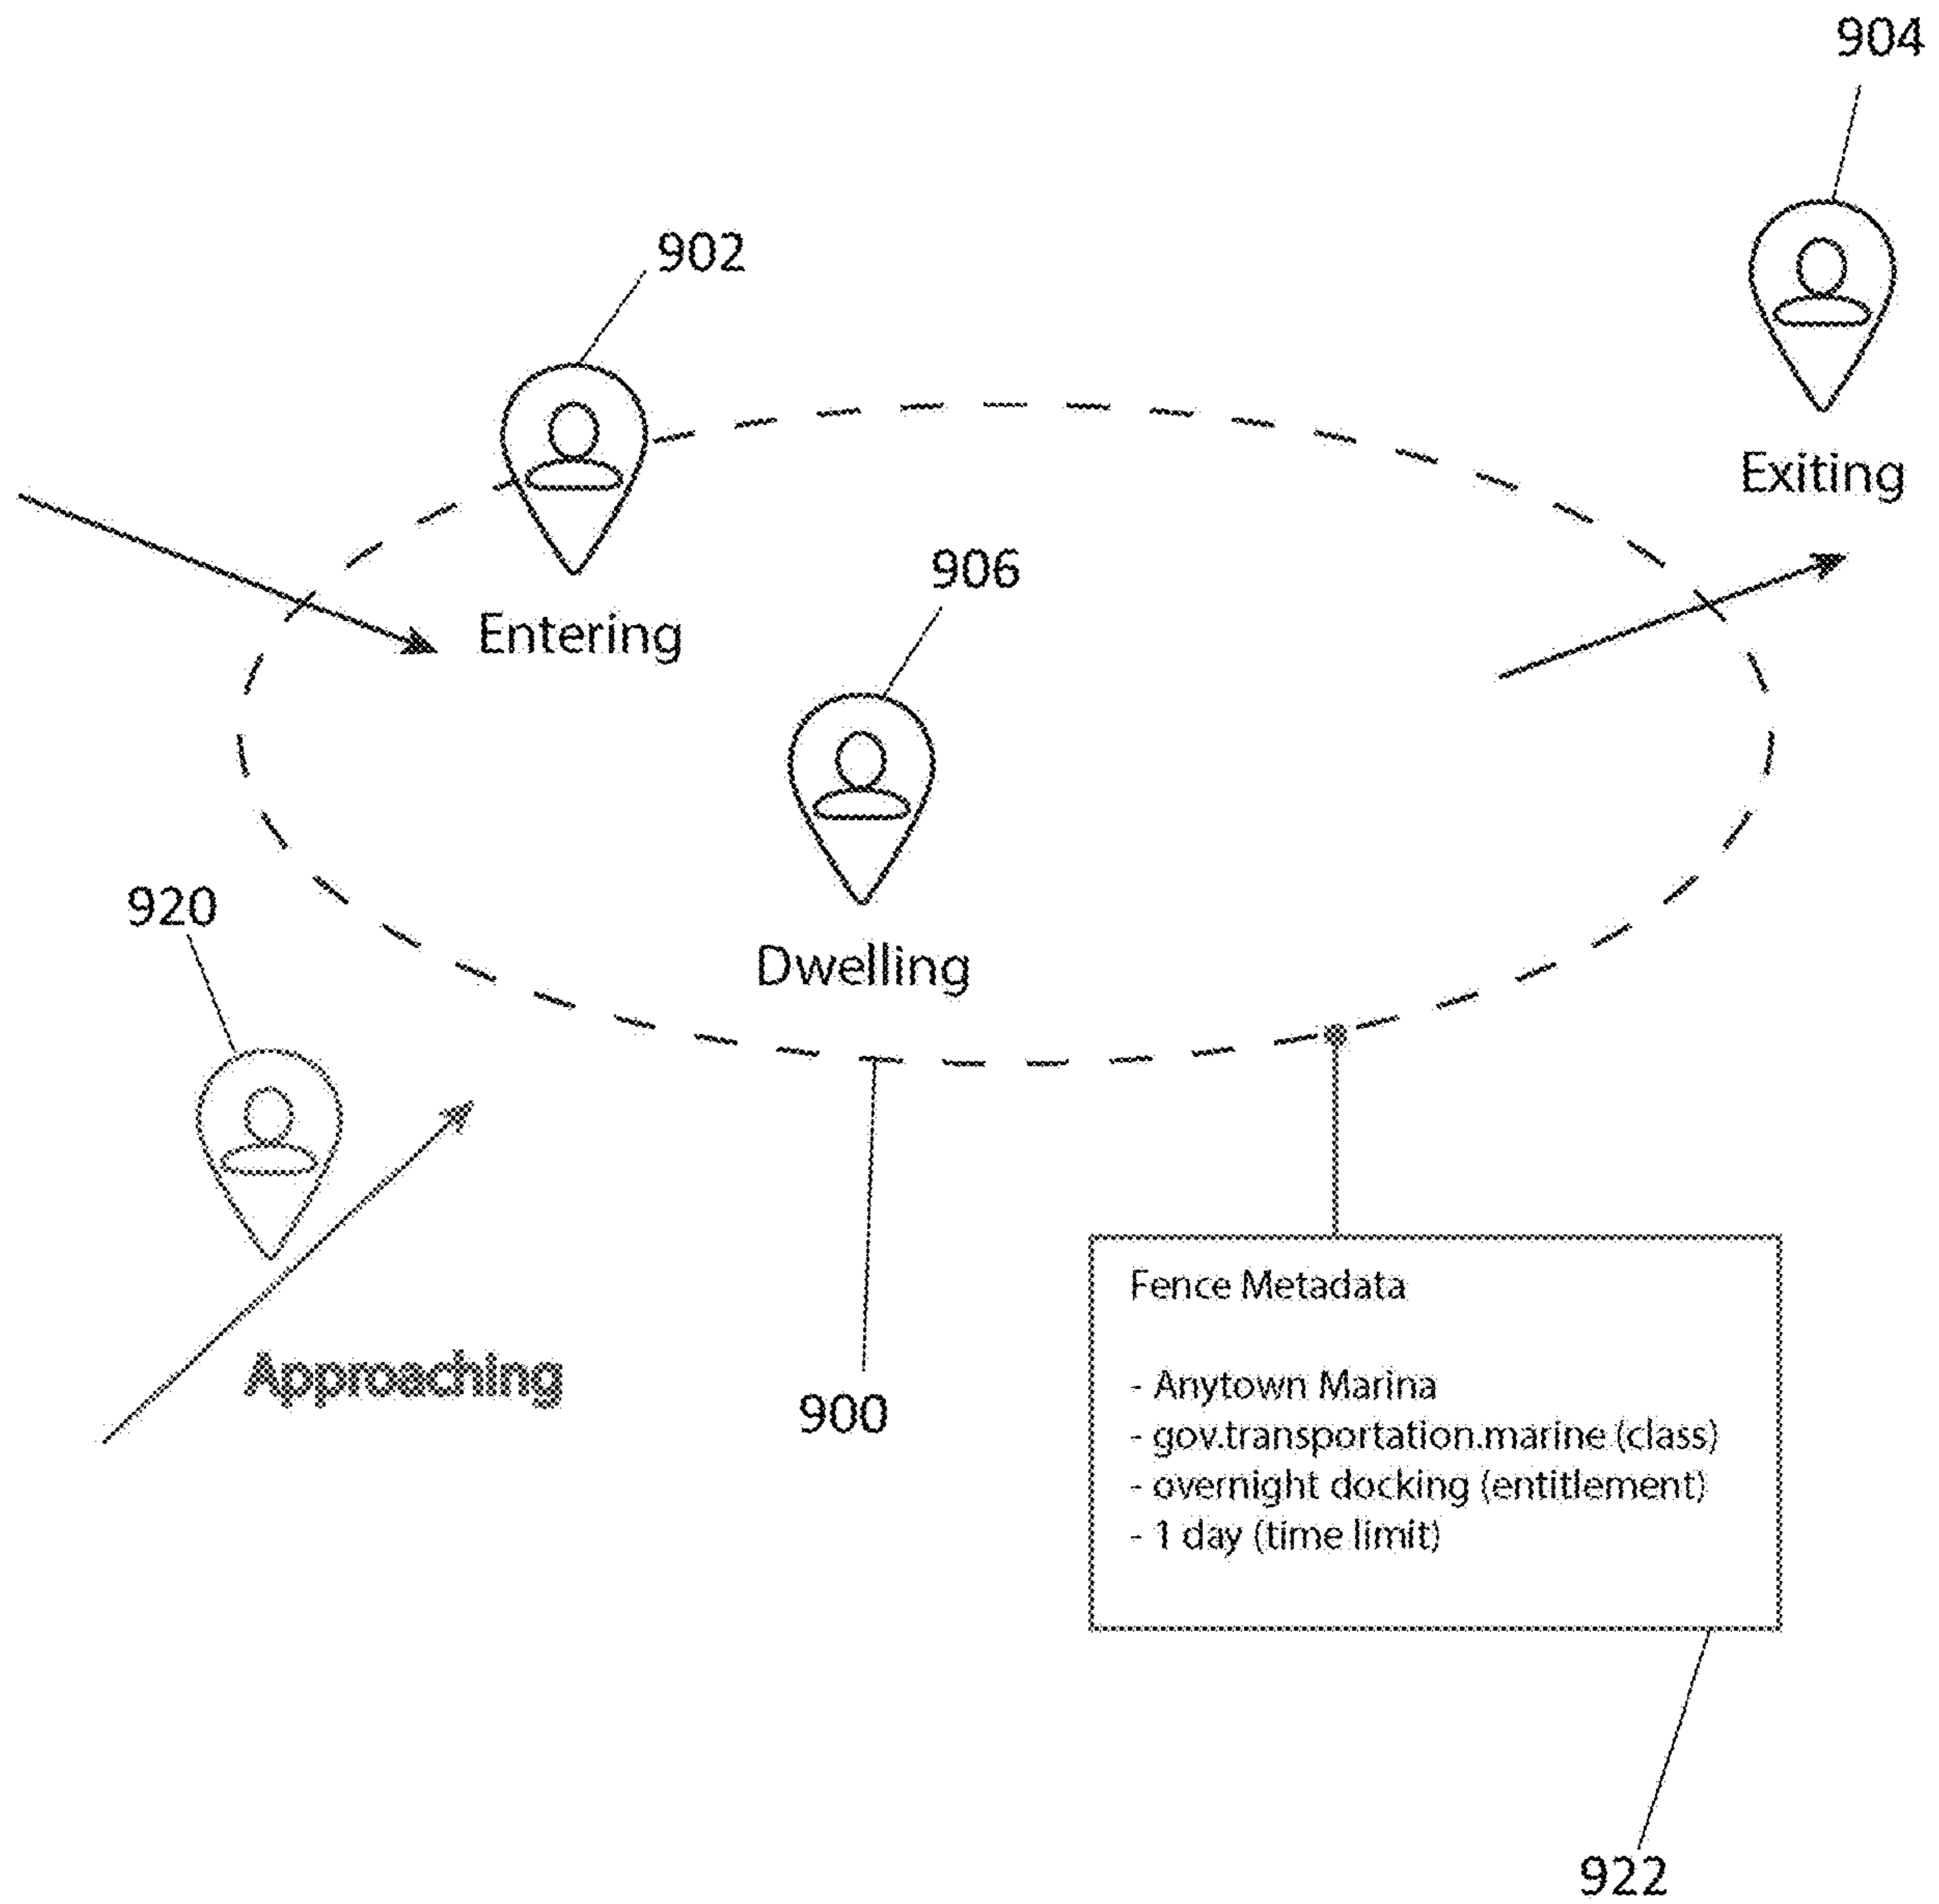 904
902
Exiting
906
Entering
920
Dwelling
Approaching
900
Fence Metadata
- Anytown Marina
- gov.transportation.marine (class)
- overnight docking (entitlement)
- 1 day (time limit)
922